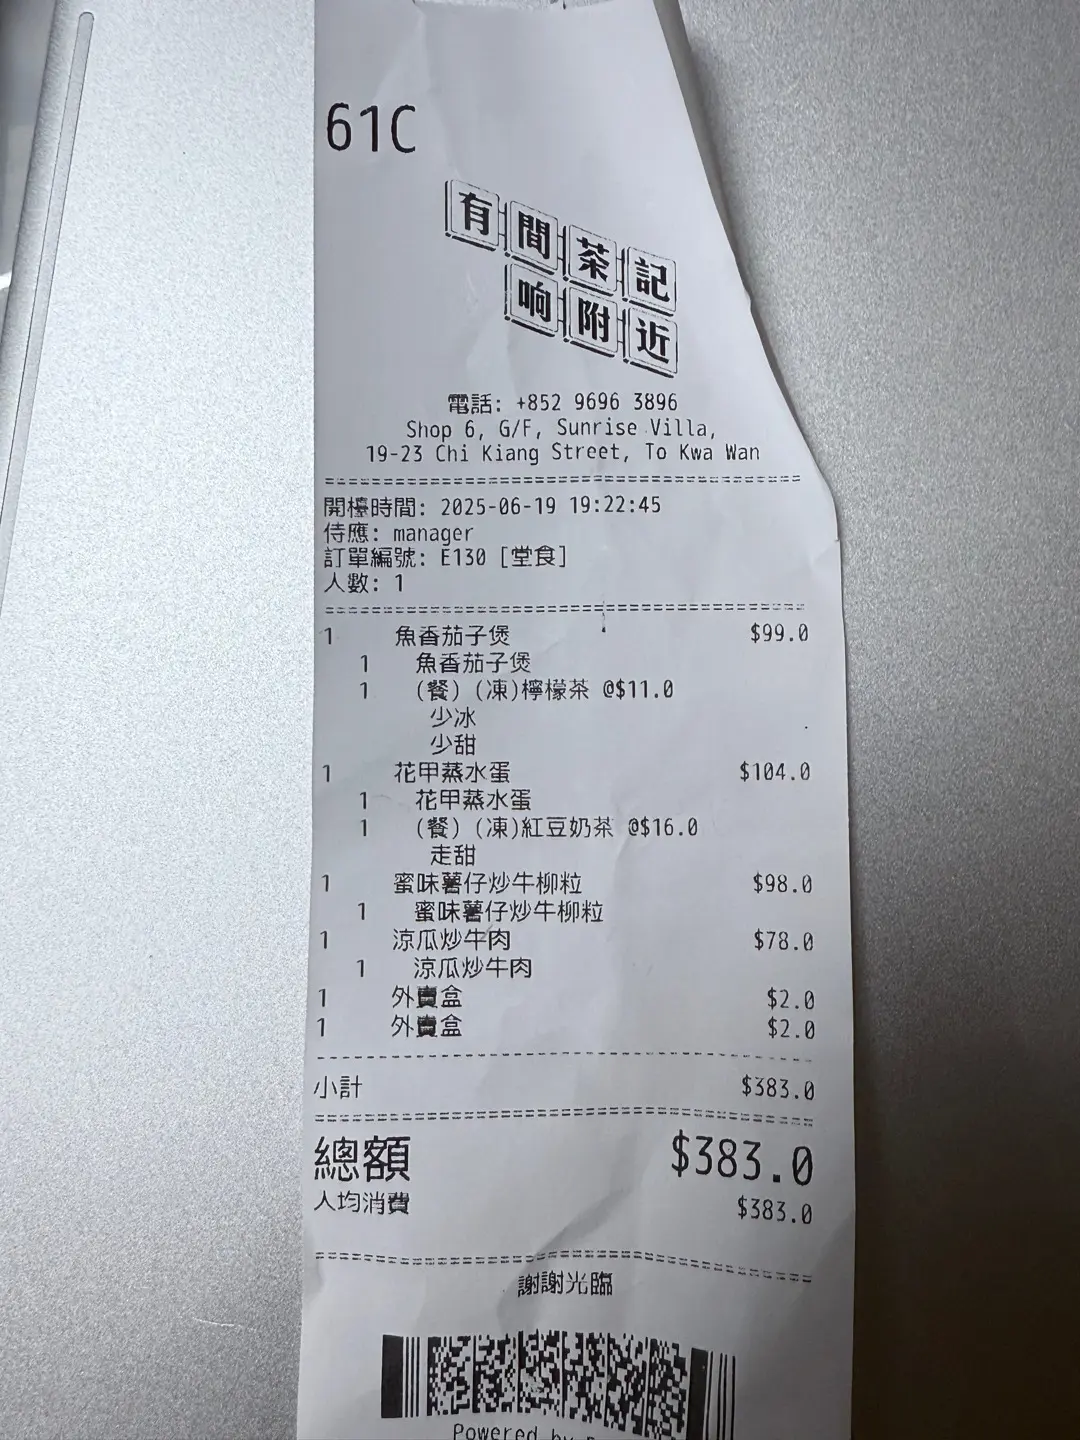 61C
有間茶記
响附近
電話: +852 9696 3896
Shop 6, G/F, Sunrise Villa,
19-23 Chi Kiang Street, To Kwa Wan
開檯時間: 2025-06-19 19:22:45
侍應: manager
訂單編號: E130 [堂食]
人數: 1
1 魚香茄子煲 $99.0
1 魚香茄子煲
1 (餐) (凍)檸檬茶 @$11.0
少冰
少甜
1 花甲蒸水蛋 $104.0
1 花甲蒸水蛋
1 (餐) (凍)紅豆奶茶 @$16.0
走甜
1 蜜味薯仔炒牛柳粒 $98.0
1 蜜味薯仔炒牛柳粒
1 涼瓜炒牛肉 $78.0
1 涼瓜炒牛肉
1 外賣盒 $2.0
1 外賣盒 $2.0
小計 $383.0
總額 $383.0
人均消費 $383.0
謝謝光臨
Powered by